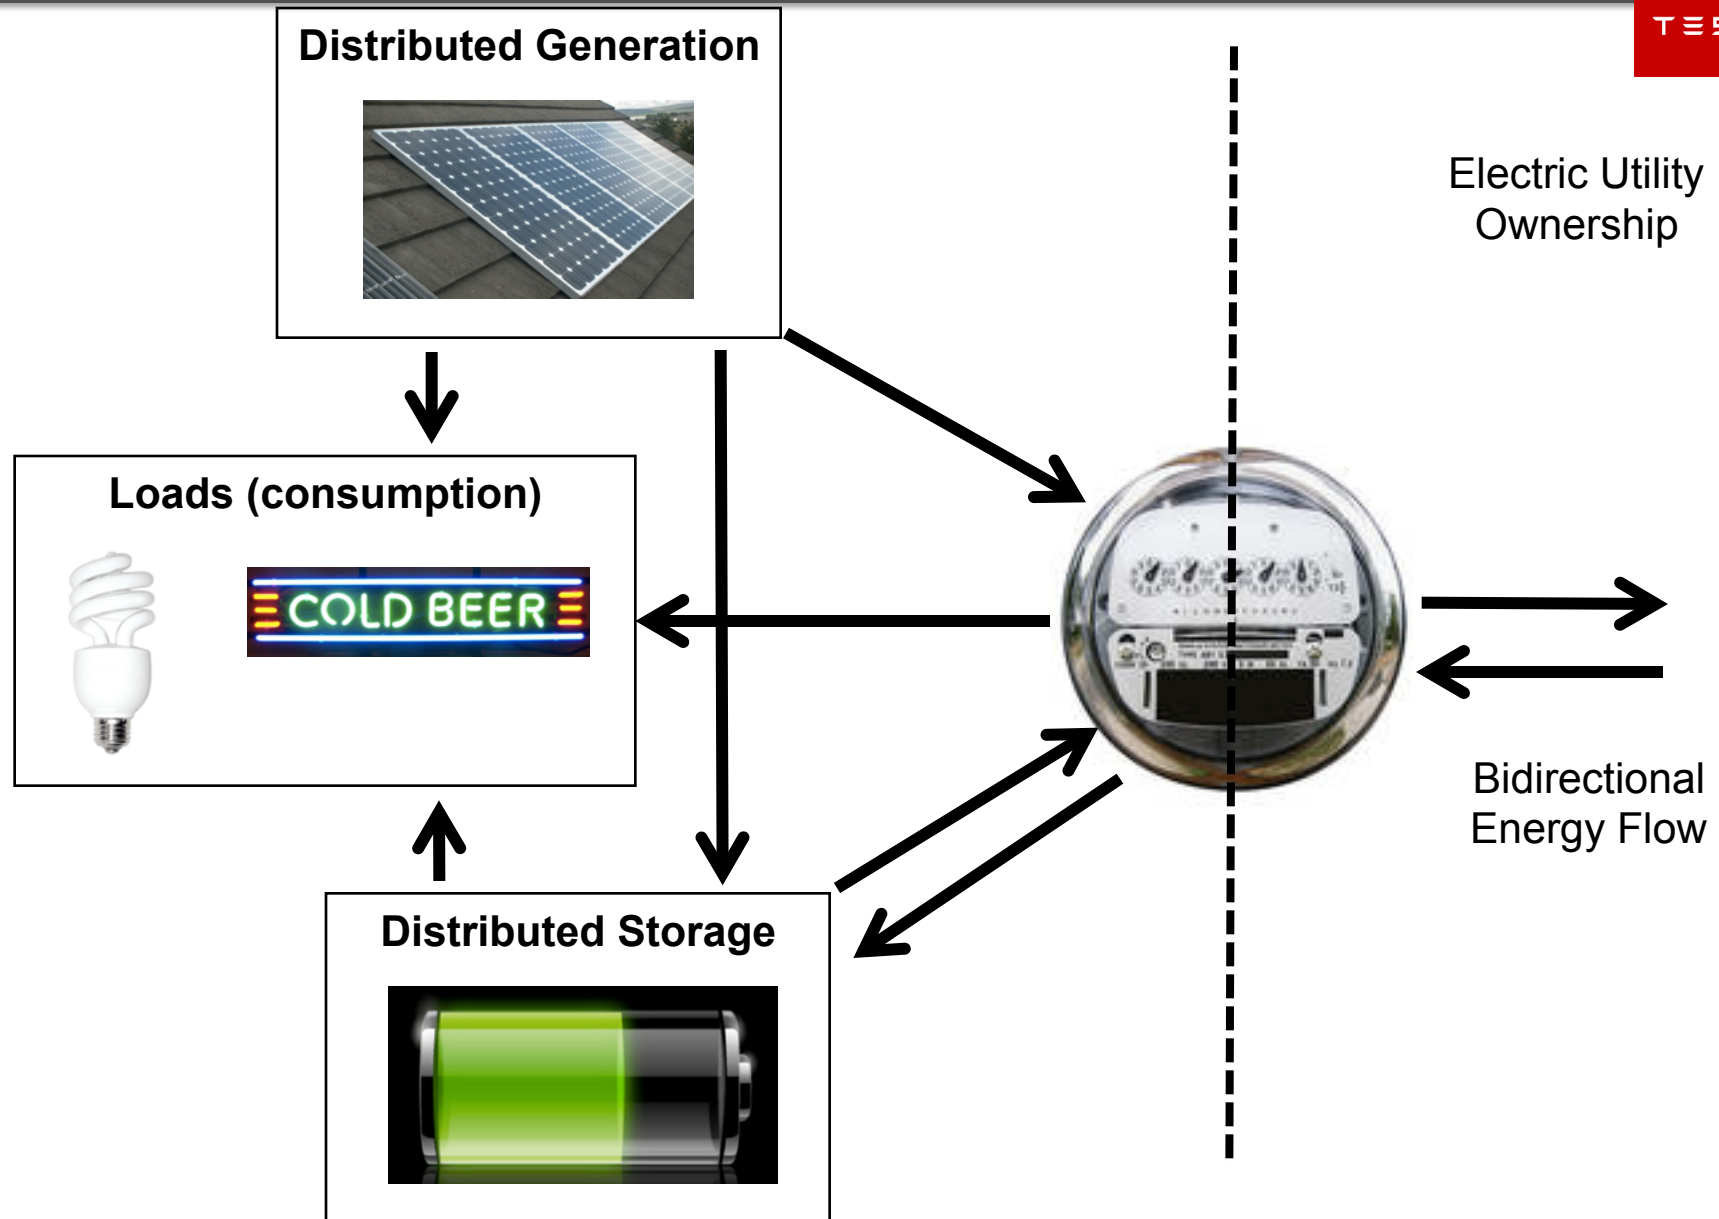 Distributed Generation
Electric Utility
Ownership
Loads (consumption)
COLD BEER
Bidirectional
Energy Flow
Distributed Storage